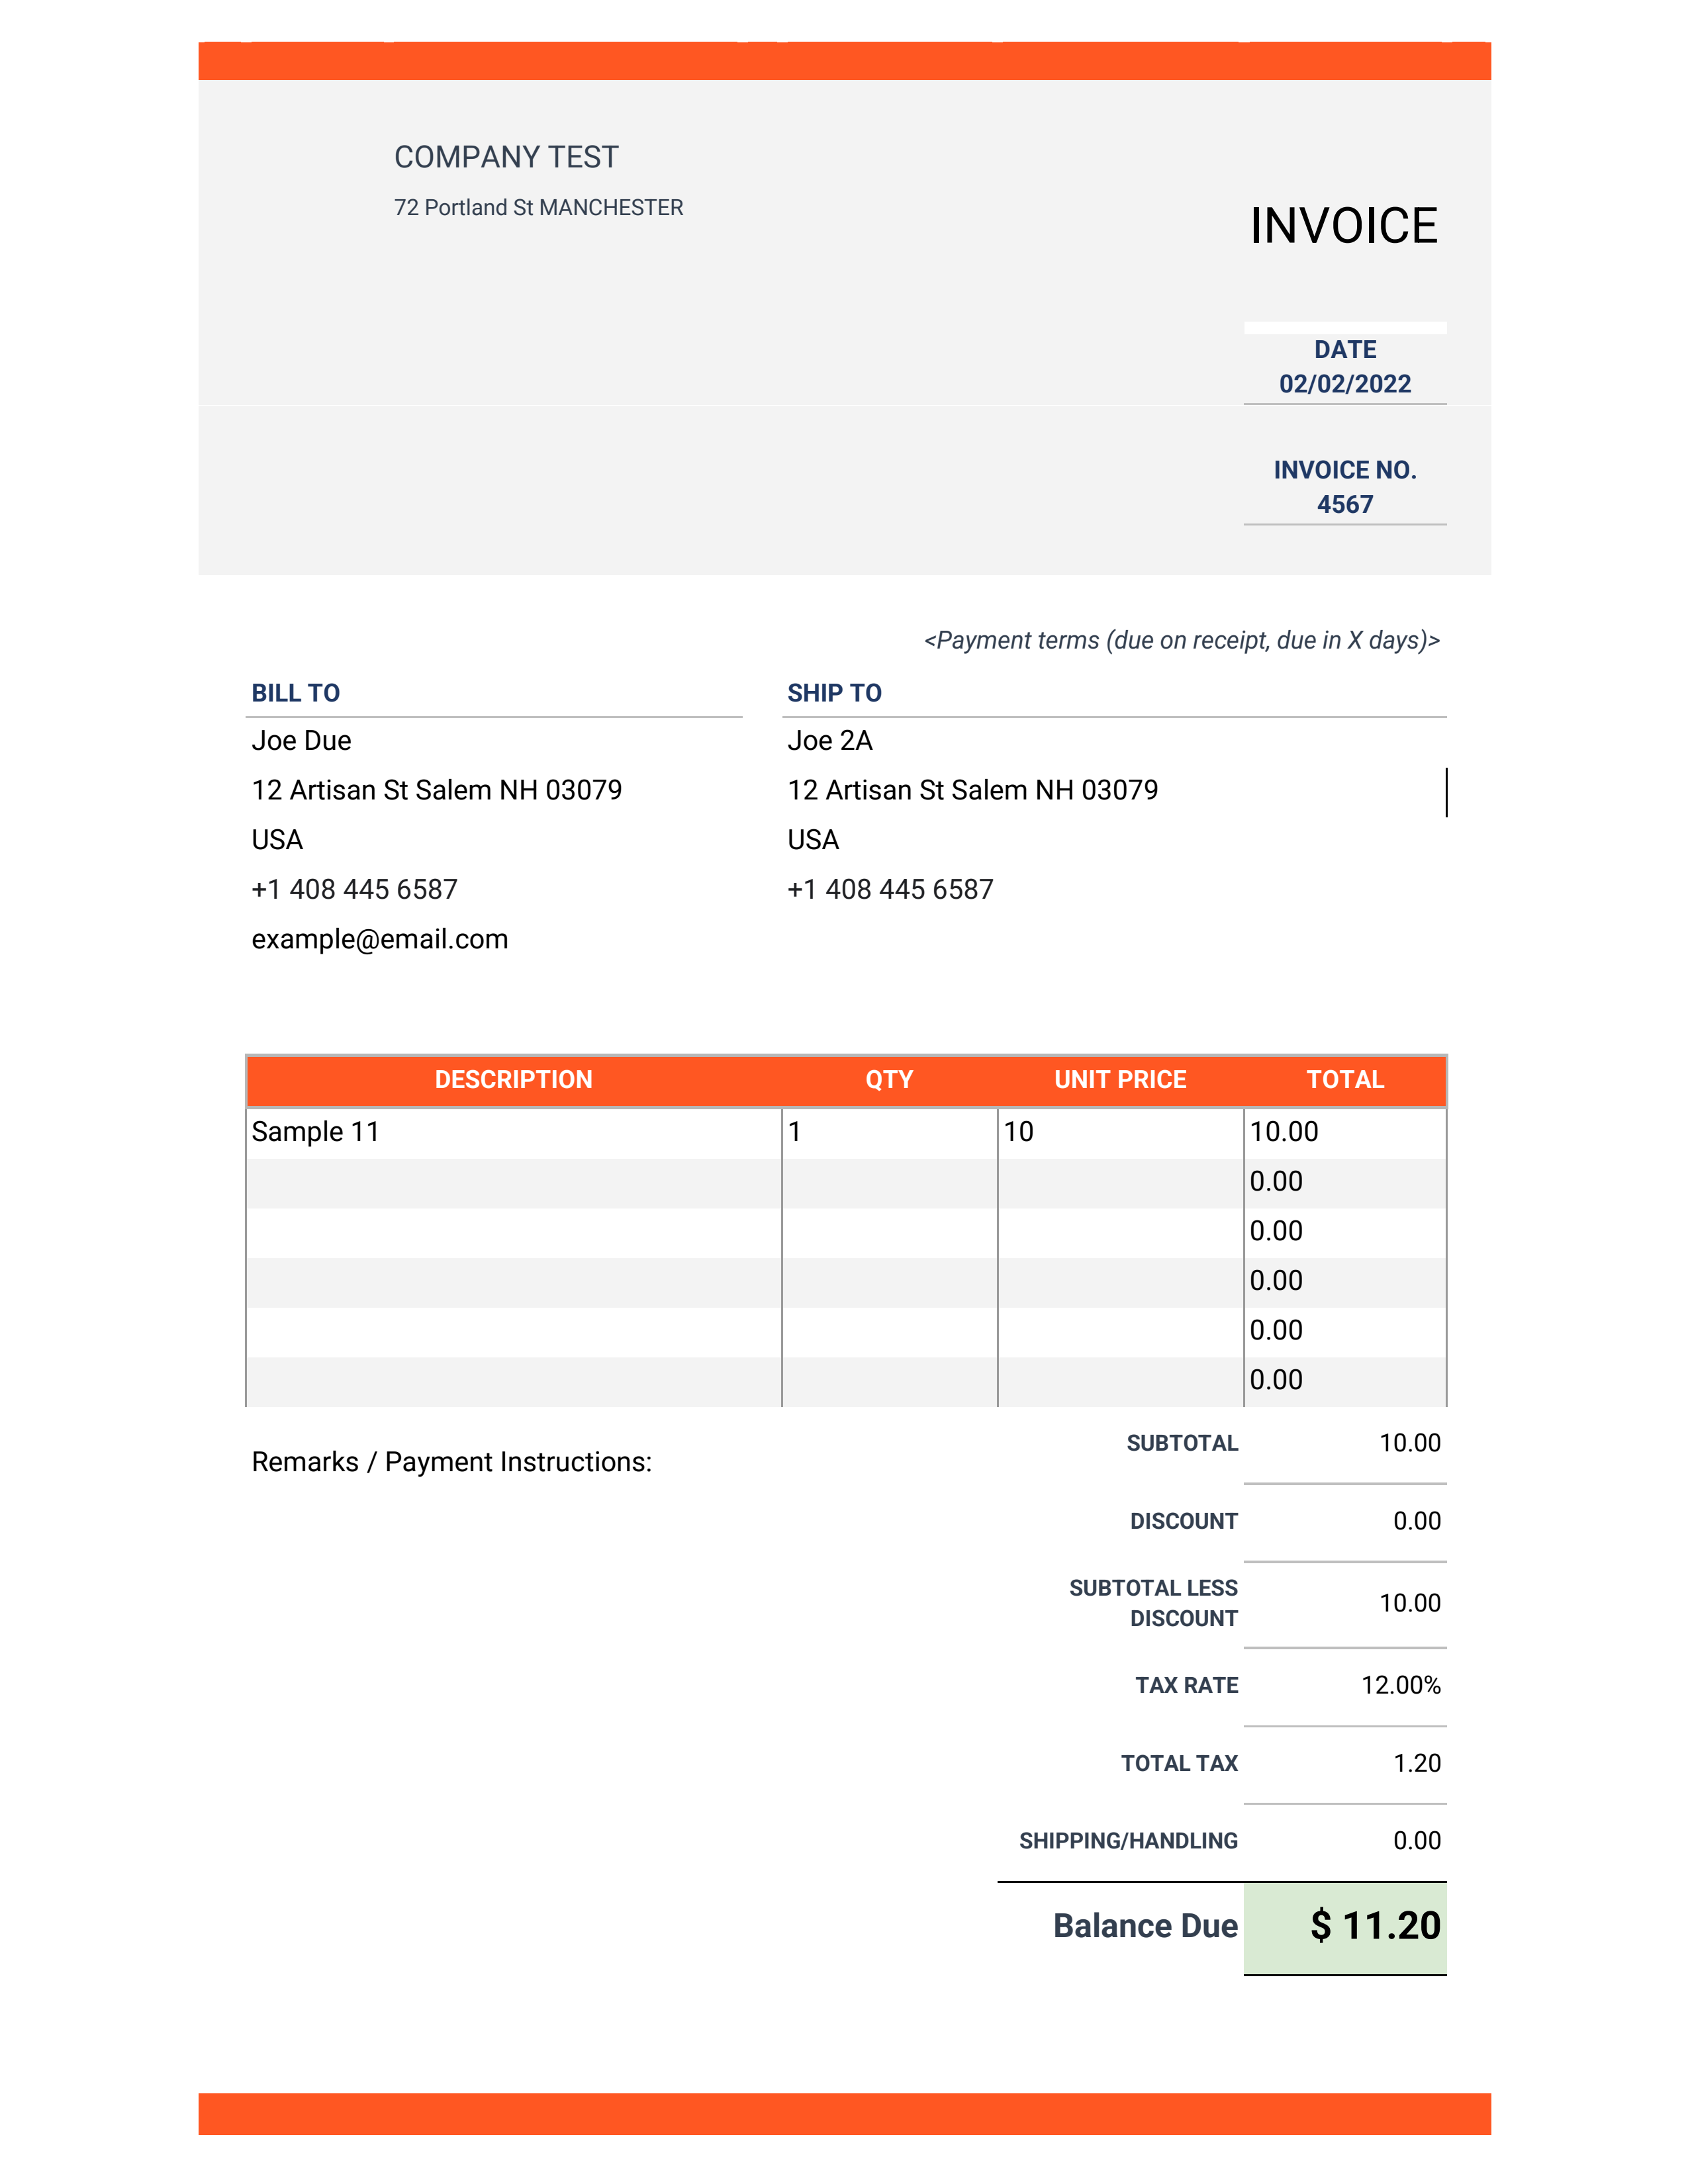 COMPANY TEST
72 Portland St MANCHESTER
INVOICE
DATE
02/02/2022
INVOICE NO.
4567
<Payment terms (due on receipt, due in X days)>
BILL TO
Joe Due
12 Artisan St Salem NH 03079
USA
+1 408 445 6587
example@email.com
SHIP TO
Joe 2A
12 Artisan St Salem NH 03079
USA
+1 408 445 6587
DESCRIPTION QTY UNIT PRICE TOTAL
Sample 11 1 10 10.00
0.00
0.00
0.00
0.00
0.00
Remarks / Payment Instructions:
SUBTOTAL 10.00
DISCOUNT 0.00
SUBTOTAL LESS
DISCOUNT 10.00
TAX RATE 12.00%
TOTAL TAX 1.20
SHIPPING/HANDLING 0.00
Balance Due $ 11.20